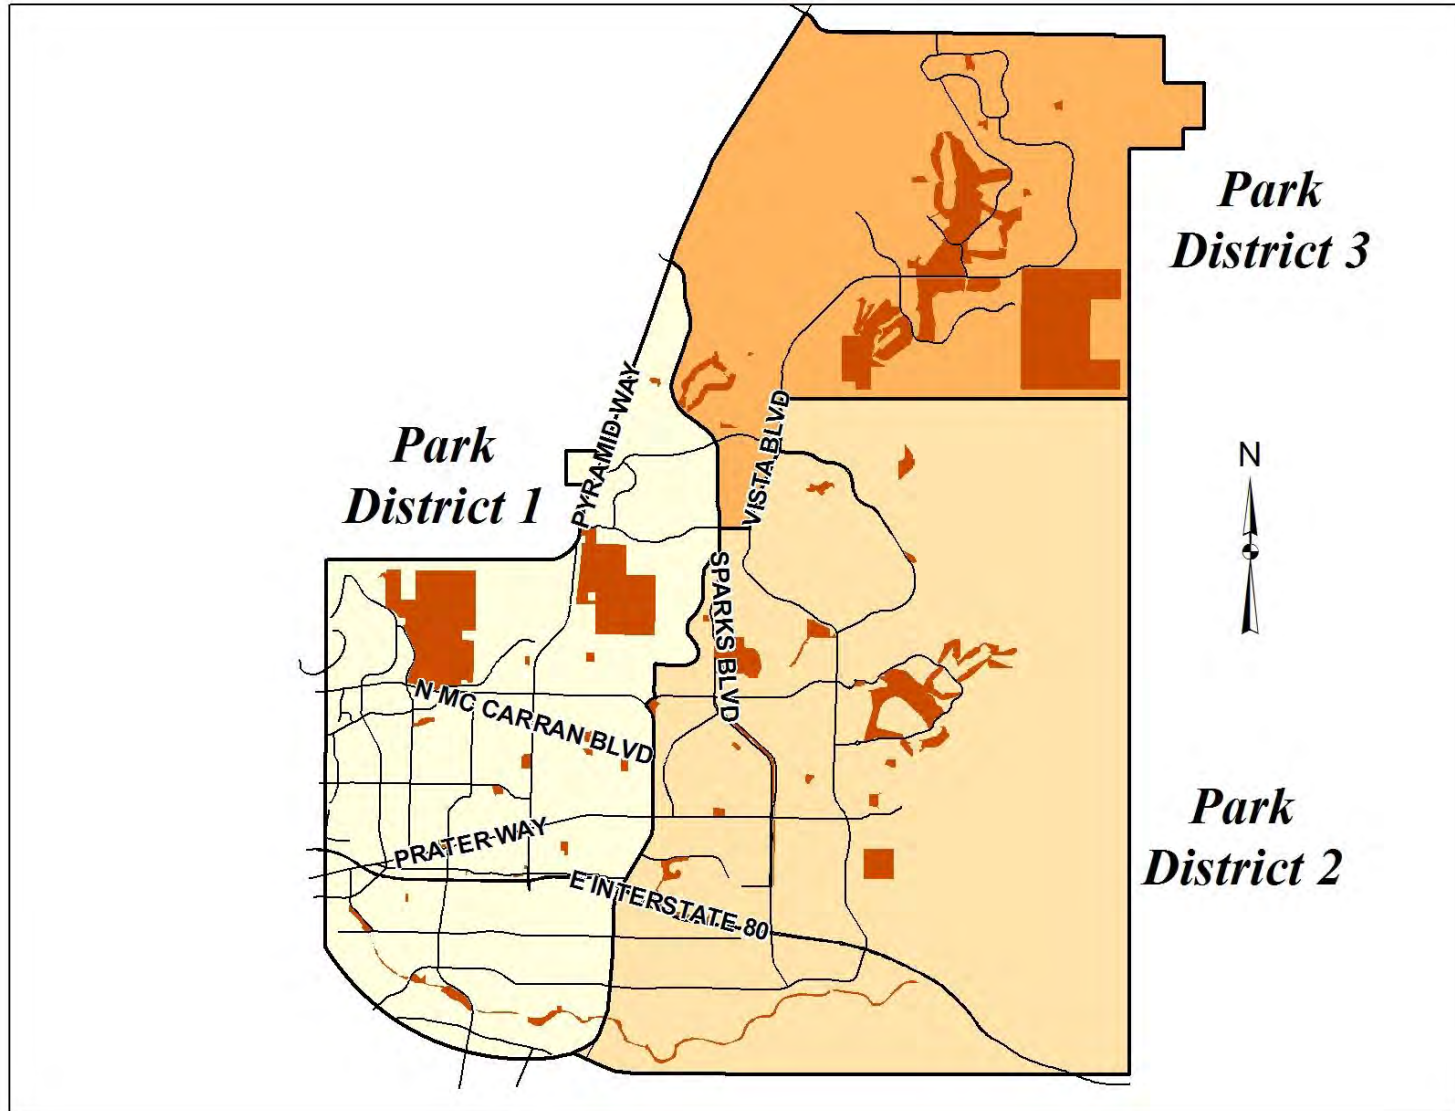 Park
District 3
N
Park
District 1
PYRAMID WAY
VISTA BLVD
SPARKS BLVD
N MC CARRAN BLVD
Park
District 2
PRATER WAY
E INTERSTATE 80